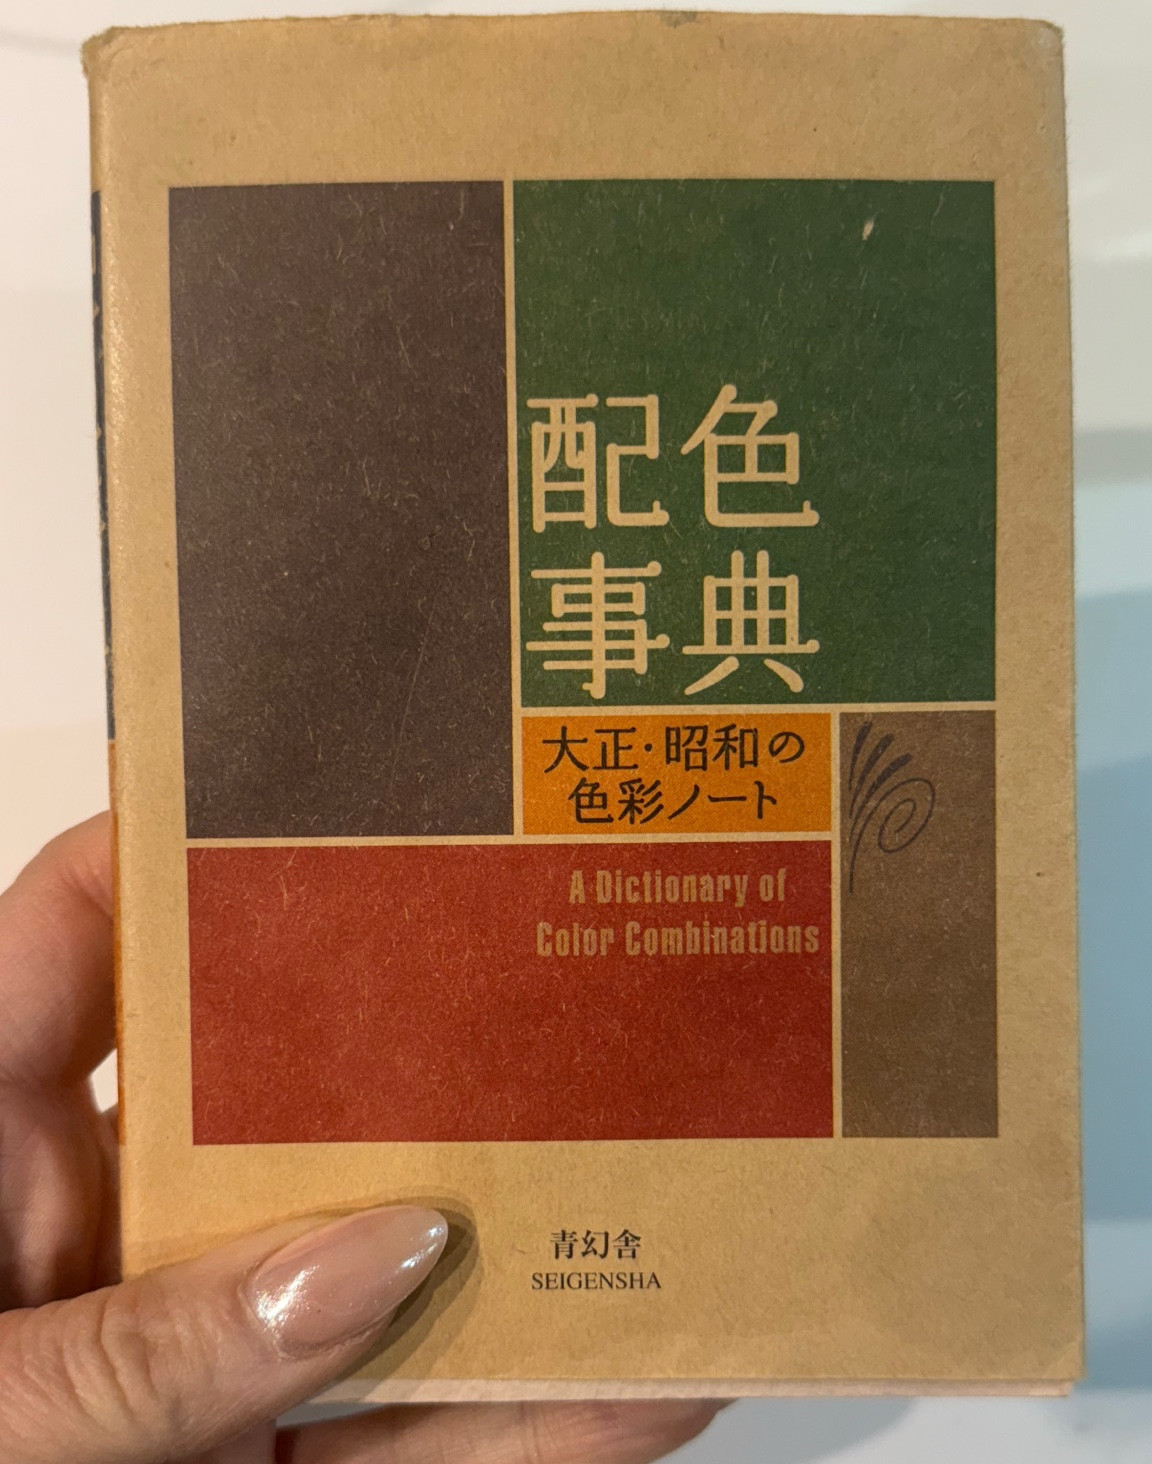 配色
事典
大正・昭和の
色彩ノート
A Dictionary of
Color Combinations
青幻舎
SEIGENSHA